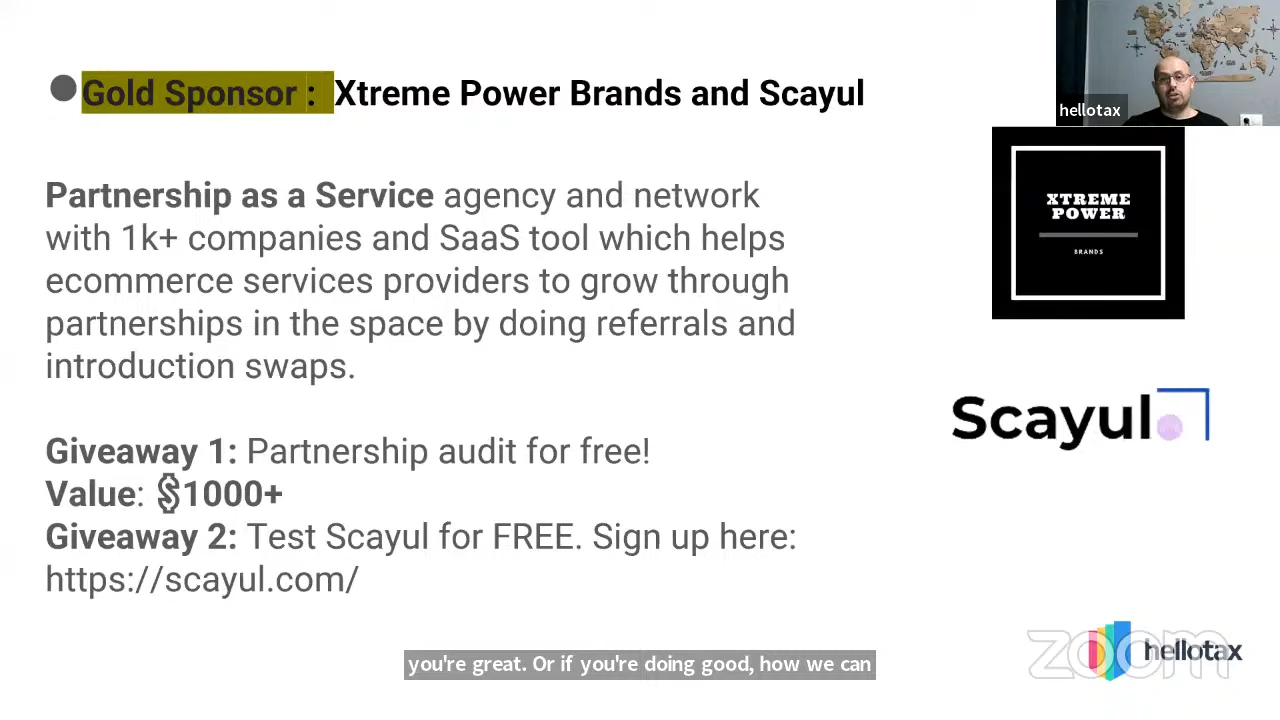 Gold Sponsor : Xtreme Power Brands and Scayul
hellotax
XTREME
POWER
BRANDS
Partnership as a Service agency and network
with 1k+ companies and SaaS tool which helps
ecommerce services providers to grow through
partnerships in the space by doing referrals and
introduction swaps.
Scayul
Giveaway 1: Partnership audit for free!
Value: $1000+
Giveaway 2: Test Scayul for FREE. Sign up here:
https://scayul.com/
zoom
hellotax
you're great. Or if you're doing good, how we can